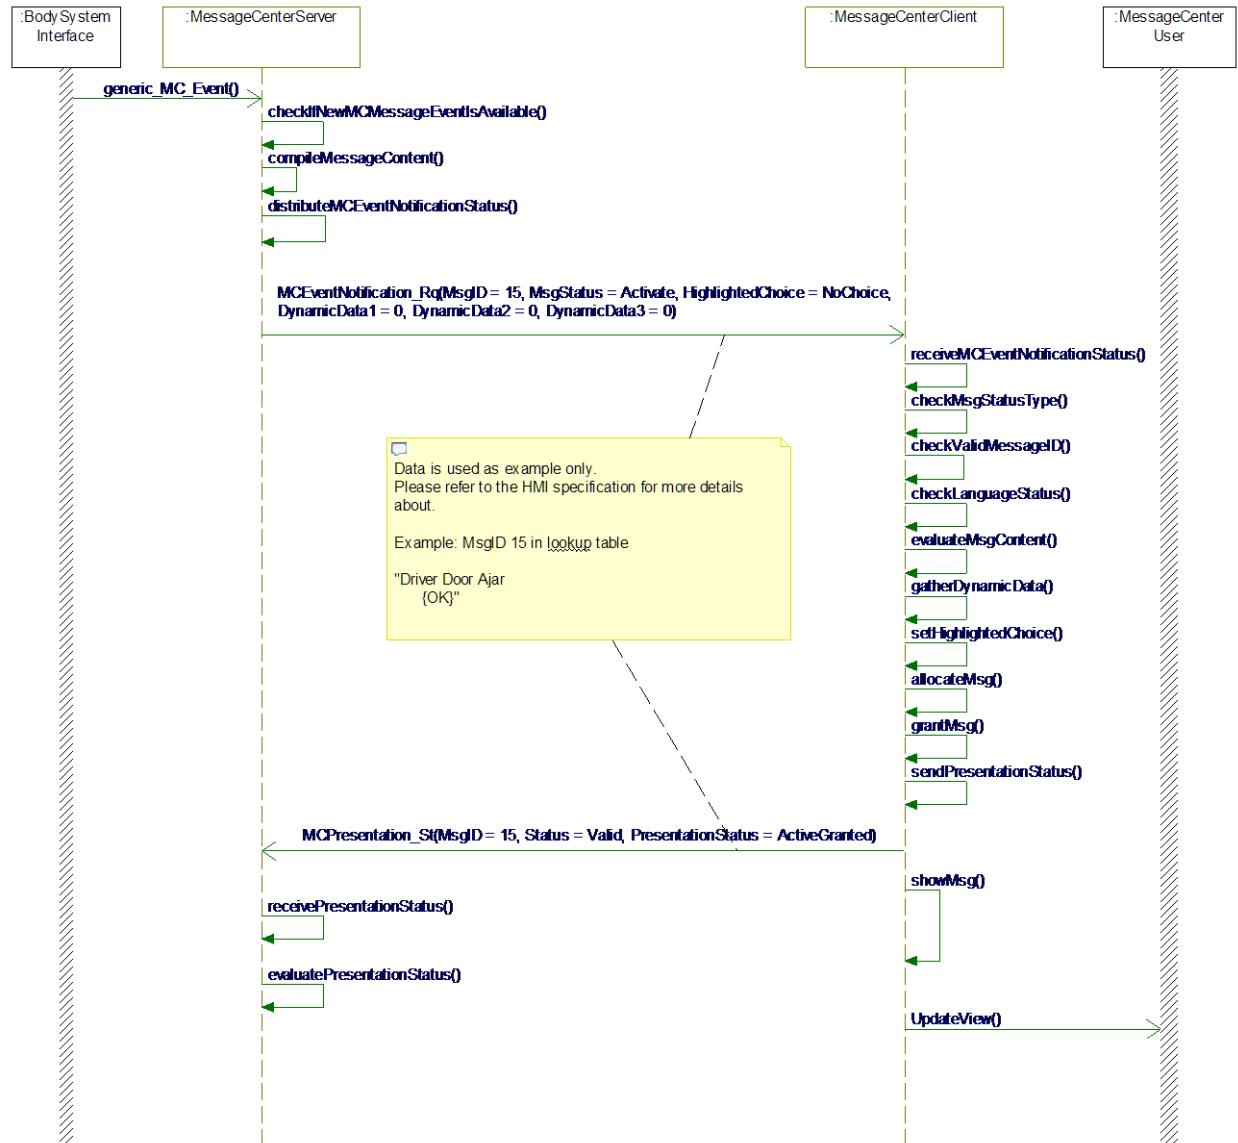 :BodySystem
Interface
:MessageCenterServer
:MessageCenterClient
:MessageCenter
User
generic_MC_Event()
checkIfNewMCMessageEventIsAvailable()
compileMessageContent()
distributeMCEventNotificationStatus()
MCEventNotification_Rq(MsgID = 15, MsgStatus = Activate, HighlightedChoice = NoChoice,
DynamicData1 = 0, DynamicData2 = 0, DynamicData3 = 0)
receiveMCEventNotificationStatus()
checkMsgStatusType()
checkValidMessageID()
checkLanguageStatus()
evaluateMsgContent()
gatherDynamicData()
setHighlightedChoice()
allocateMsg()
grantMsg()
sendPresentationStatus()
Data is used as example only.
Please refer to the HMI specification for more details
about.
Example: MsgID 15 in lookup table
"Driver Door Ajar
{OK}"
MCPresentation_St(MsgID = 15, Status = Valid, PresentationStatus = ActiveGranted)
showMsg()
receivePresentationStatus()
evaluatePresentationStatus()
UpdateView()